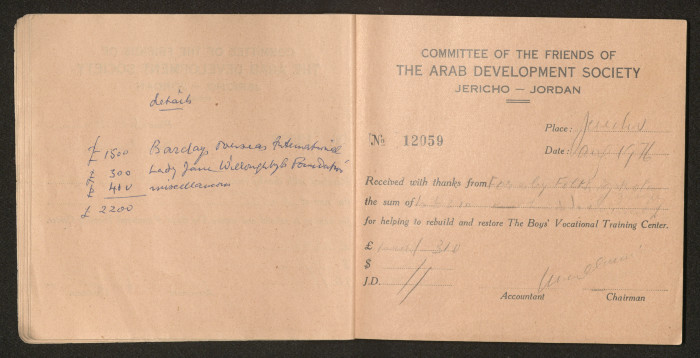 details
£ 1500 Barclays overseas International
£ 300 Lady Jane Willoughby's Foundation
£ 400 miscellaneous
£ 2200
COMMITTEE OF THE FRIENDS OF
THE ARAB DEVELOPMENT SOCIETY
JERICHO — JORDAN
No 12059
Place: Jericho
Date:
Received with thanks from
the sum of
for helping to rebuild and restore The Boys' Vocational Training Center.
£
$
J.D.
Accountant Chairman